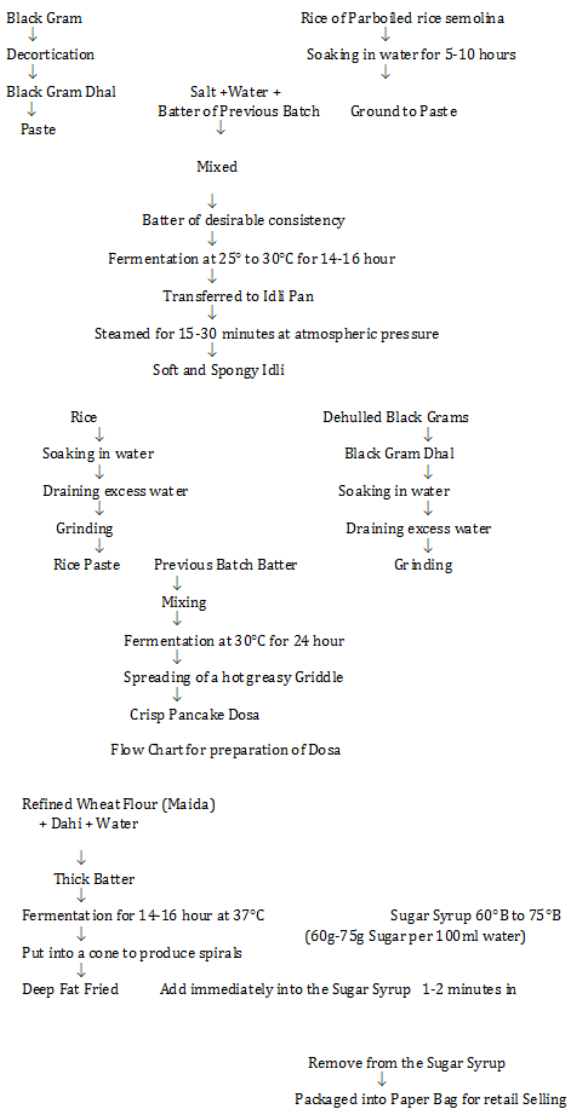 Black Gram Rice of Parboiled rice semolina
↓ ↓
Decortication Soaking in water for 5-10 hours
↓ ↓
Black Gram Dhal Salt +Water +
↓ Batter of Previous Batch Ground to Paste
Paste ↓
Mixed
↓
Batter of desirable consistency
↓
Fermentation at 25° to 30°C for 14-16 hour
↓
Transferred to Idli Pan
↓
Steamed for 15-30 minutes at atmospheric pressure
↓
Soft and Spongy Idli
Rice Dehulled Black Grams
↓ ↓
Soaking in water Black Gram Dhal
↓ ↓
Draining excess water Soaking in water
↓ ↓
Grinding Draining excess water
↓ ↓
Rice Paste Previous Batch Batter Grinding
↓
Mixing
↓
Fermentation at 30°C for 24 hour
↓
Spreading of a hot greasy Griddle
↓
Crisp Pancake Dosa
Flow Chart for preparation of Dosa
Refined Wheat Flour (Maida)
+ Dahi + Water
↓
Thick Batter
↓
Fermentation for 14-16 hour at 37°C Sugar Syrup 60°B to 75°B
↓ (60g-75g Sugar per 100ml water)
Put into a cone to produce spirals
↓
Deep Fat Fried Add immediately into the Sugar Syrup 1-2 minutes in
Remove from the Sugar Syrup
↓
Packaged into Paper Bag for retail Selling